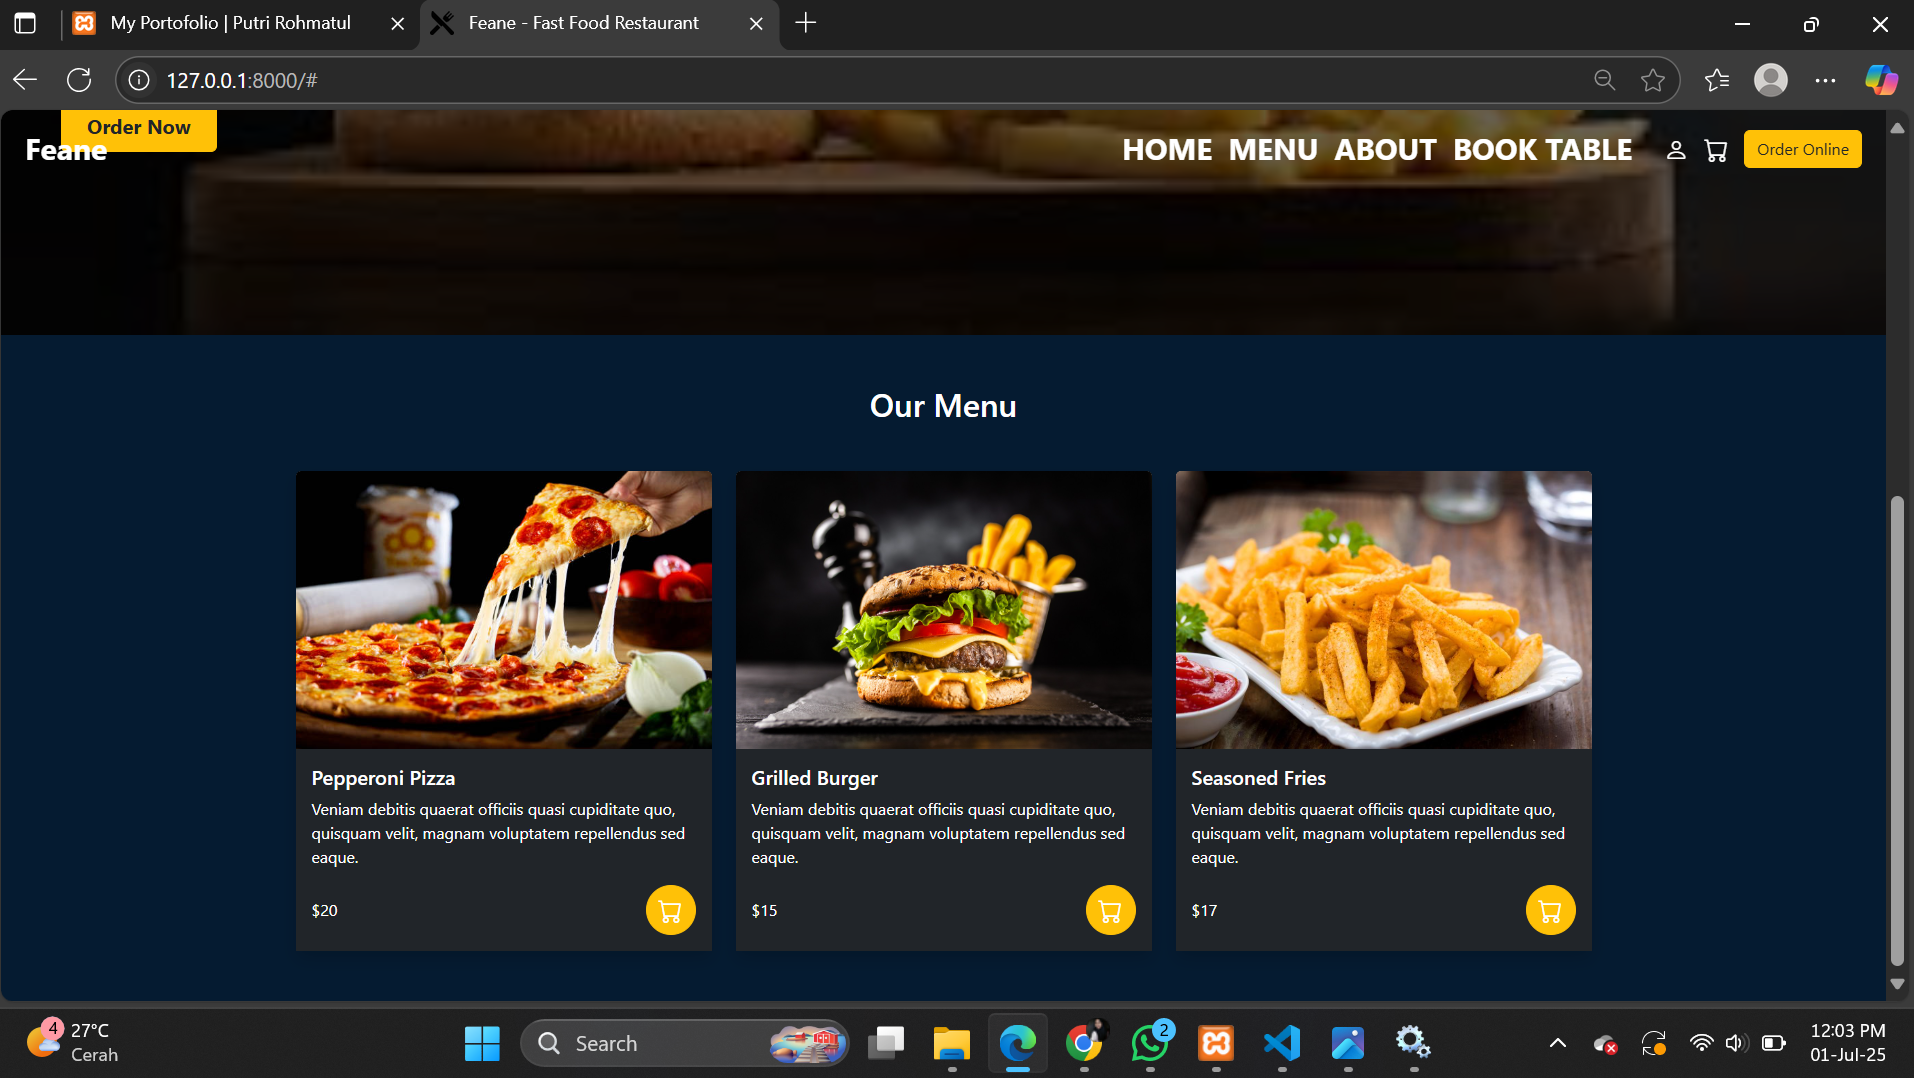 My Portofolio | Putri Rohmatul
Feane - Fast Food Restaurant
127.0.0.1:8000/#
Order Now
Feane
HOME MENU ABOUT BOOK TABLE
Order Online
Our Menu
Pepperoni Pizza
Veniam debitis quaerat officiis quasi cupiditate quo,
quisquam velit, magnam voluptatem repellendus sed
eaque.
$20
Grilled Burger
Veniam debitis quaerat officiis quasi cupiditate quo,
quisquam velit, magnam voluptatem repellendus sed
eaque.
$15
Seasoned Fries
Veniam debitis quaerat officiis quasi cupiditate quo,
quisquam velit, magnam voluptatem repellendus sed
eaque.
$17
4
27°C
Cerah
Search
2
12:03 PM
01-Jul-25